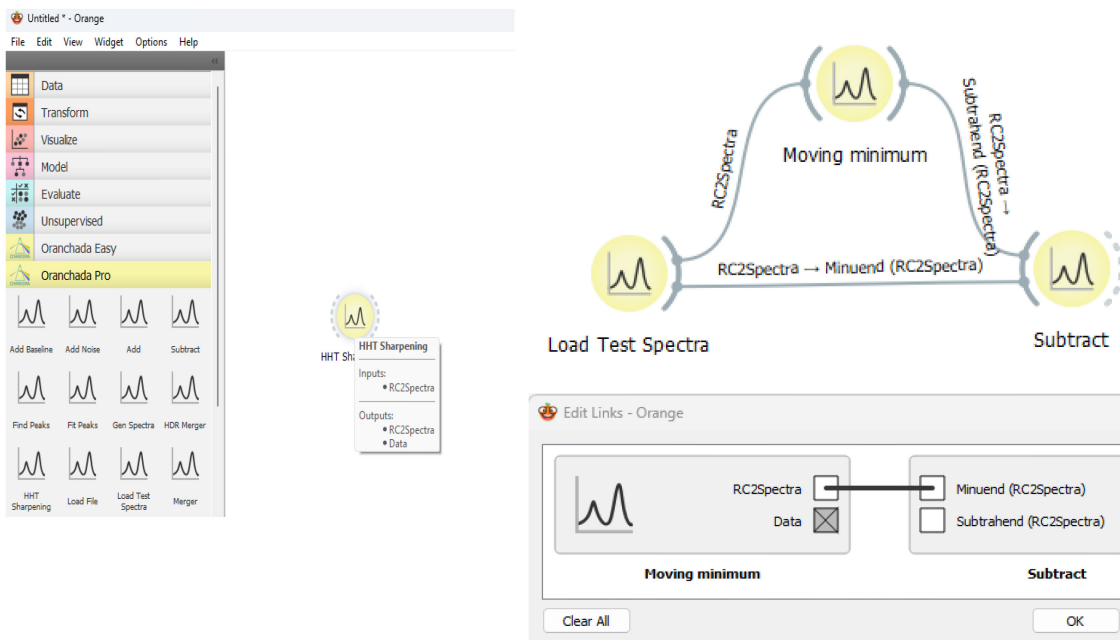 Untitled * - Orange
File Edit View Widget Options Help
Data
Transform
Visualize
Model
Evaluate
Unsupervised
Oranchada Easy
Oranchada Pro
Add Baseline Add Noise Add Subtract
Find Peaks Fit Peaks Gen Spectra HDR Merger
HHT Sharpening Load File Load Test Spectra Merger
HHT Sha
HHT Sharpening
Inputs:
• RC2Spectra
Outputs:
• RC2Spectra
• Data
Moving minimum
RC2Spectra
RC2Spectra →
Subtrahend (RC2Spectra)
RC2Spectra → Minuend (RC2Spectra)
Load Test Spectra
Subtract
Edit Links - Orange
RC2Spectra
Data
Minuend (RC2Spectra)
Subtrahend (RC2Spectra)
Moving minimum
Subtract
Clear All
OK